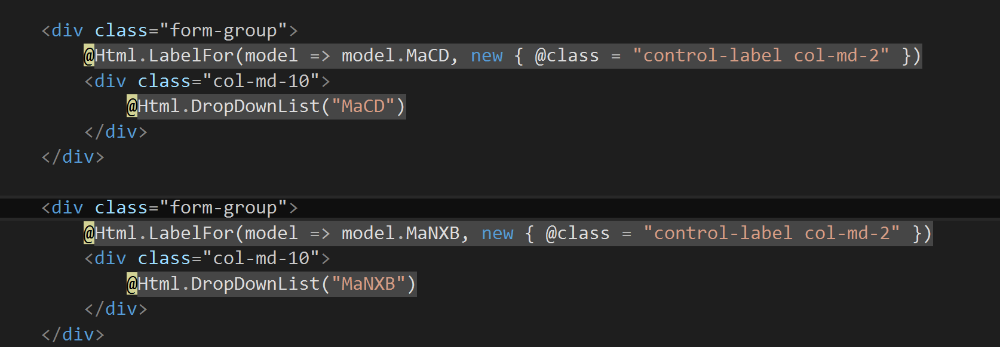 <div class="form-group">
@Html.LabelFor(model => model.MaCD, new { @class = "control-label col-md-2" })
<div class="col-md-10">
@Html.DropDownList("MaCD")
</div>
</div>
<div class="form-group">
@Html.LabelFor(model => model.MaNXB, new { @class = "control-label col-md-2" })
<div class="col-md-10">
@Html.DropDownList("MaNXB")
</div>
</div>